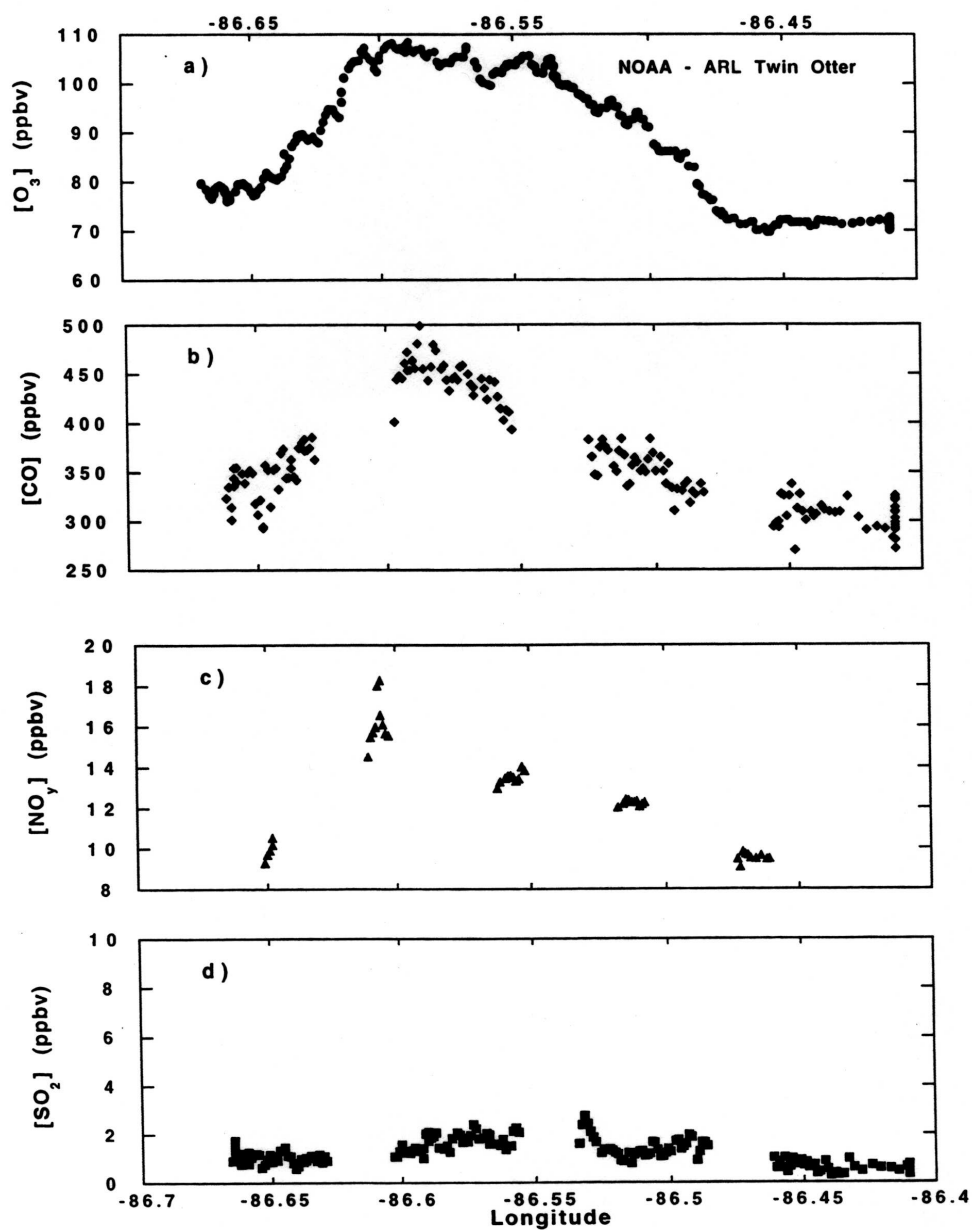 -86.65 -86.55 -86.45
110
a) NOAA - ARL Twin Otter
100
90
80
70
60
[O3] (ppbv)
500
b)
450
400
350
300
250
[CO] (ppbv)
20
c)
18
16
14
12
10
8
[NOy] (ppbv)
10
d)
8
6
4
2
0
[SO2] (ppbv)
-86.7 -86.65 -86.6 -86.55 -86.5 -86.45 -86.4
Longitude